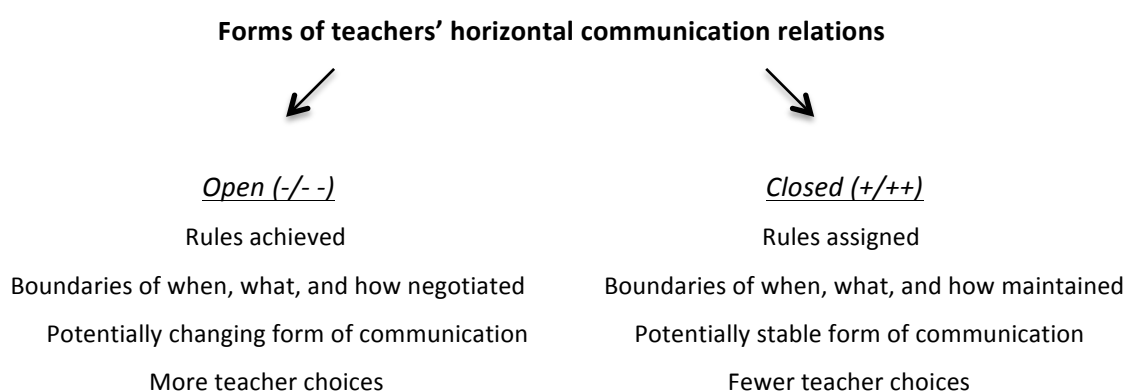 Forms of teachers’ horizontal communication relations
Open (-/- -)
Rules achieved
Boundaries of when, what, and how negotiated
Potentially changing form of communication
More teacher choices
Closed (+/++)
Rules assigned
Boundaries of when, what, and how maintained
Potentially stable form of communication
Fewer teacher choices